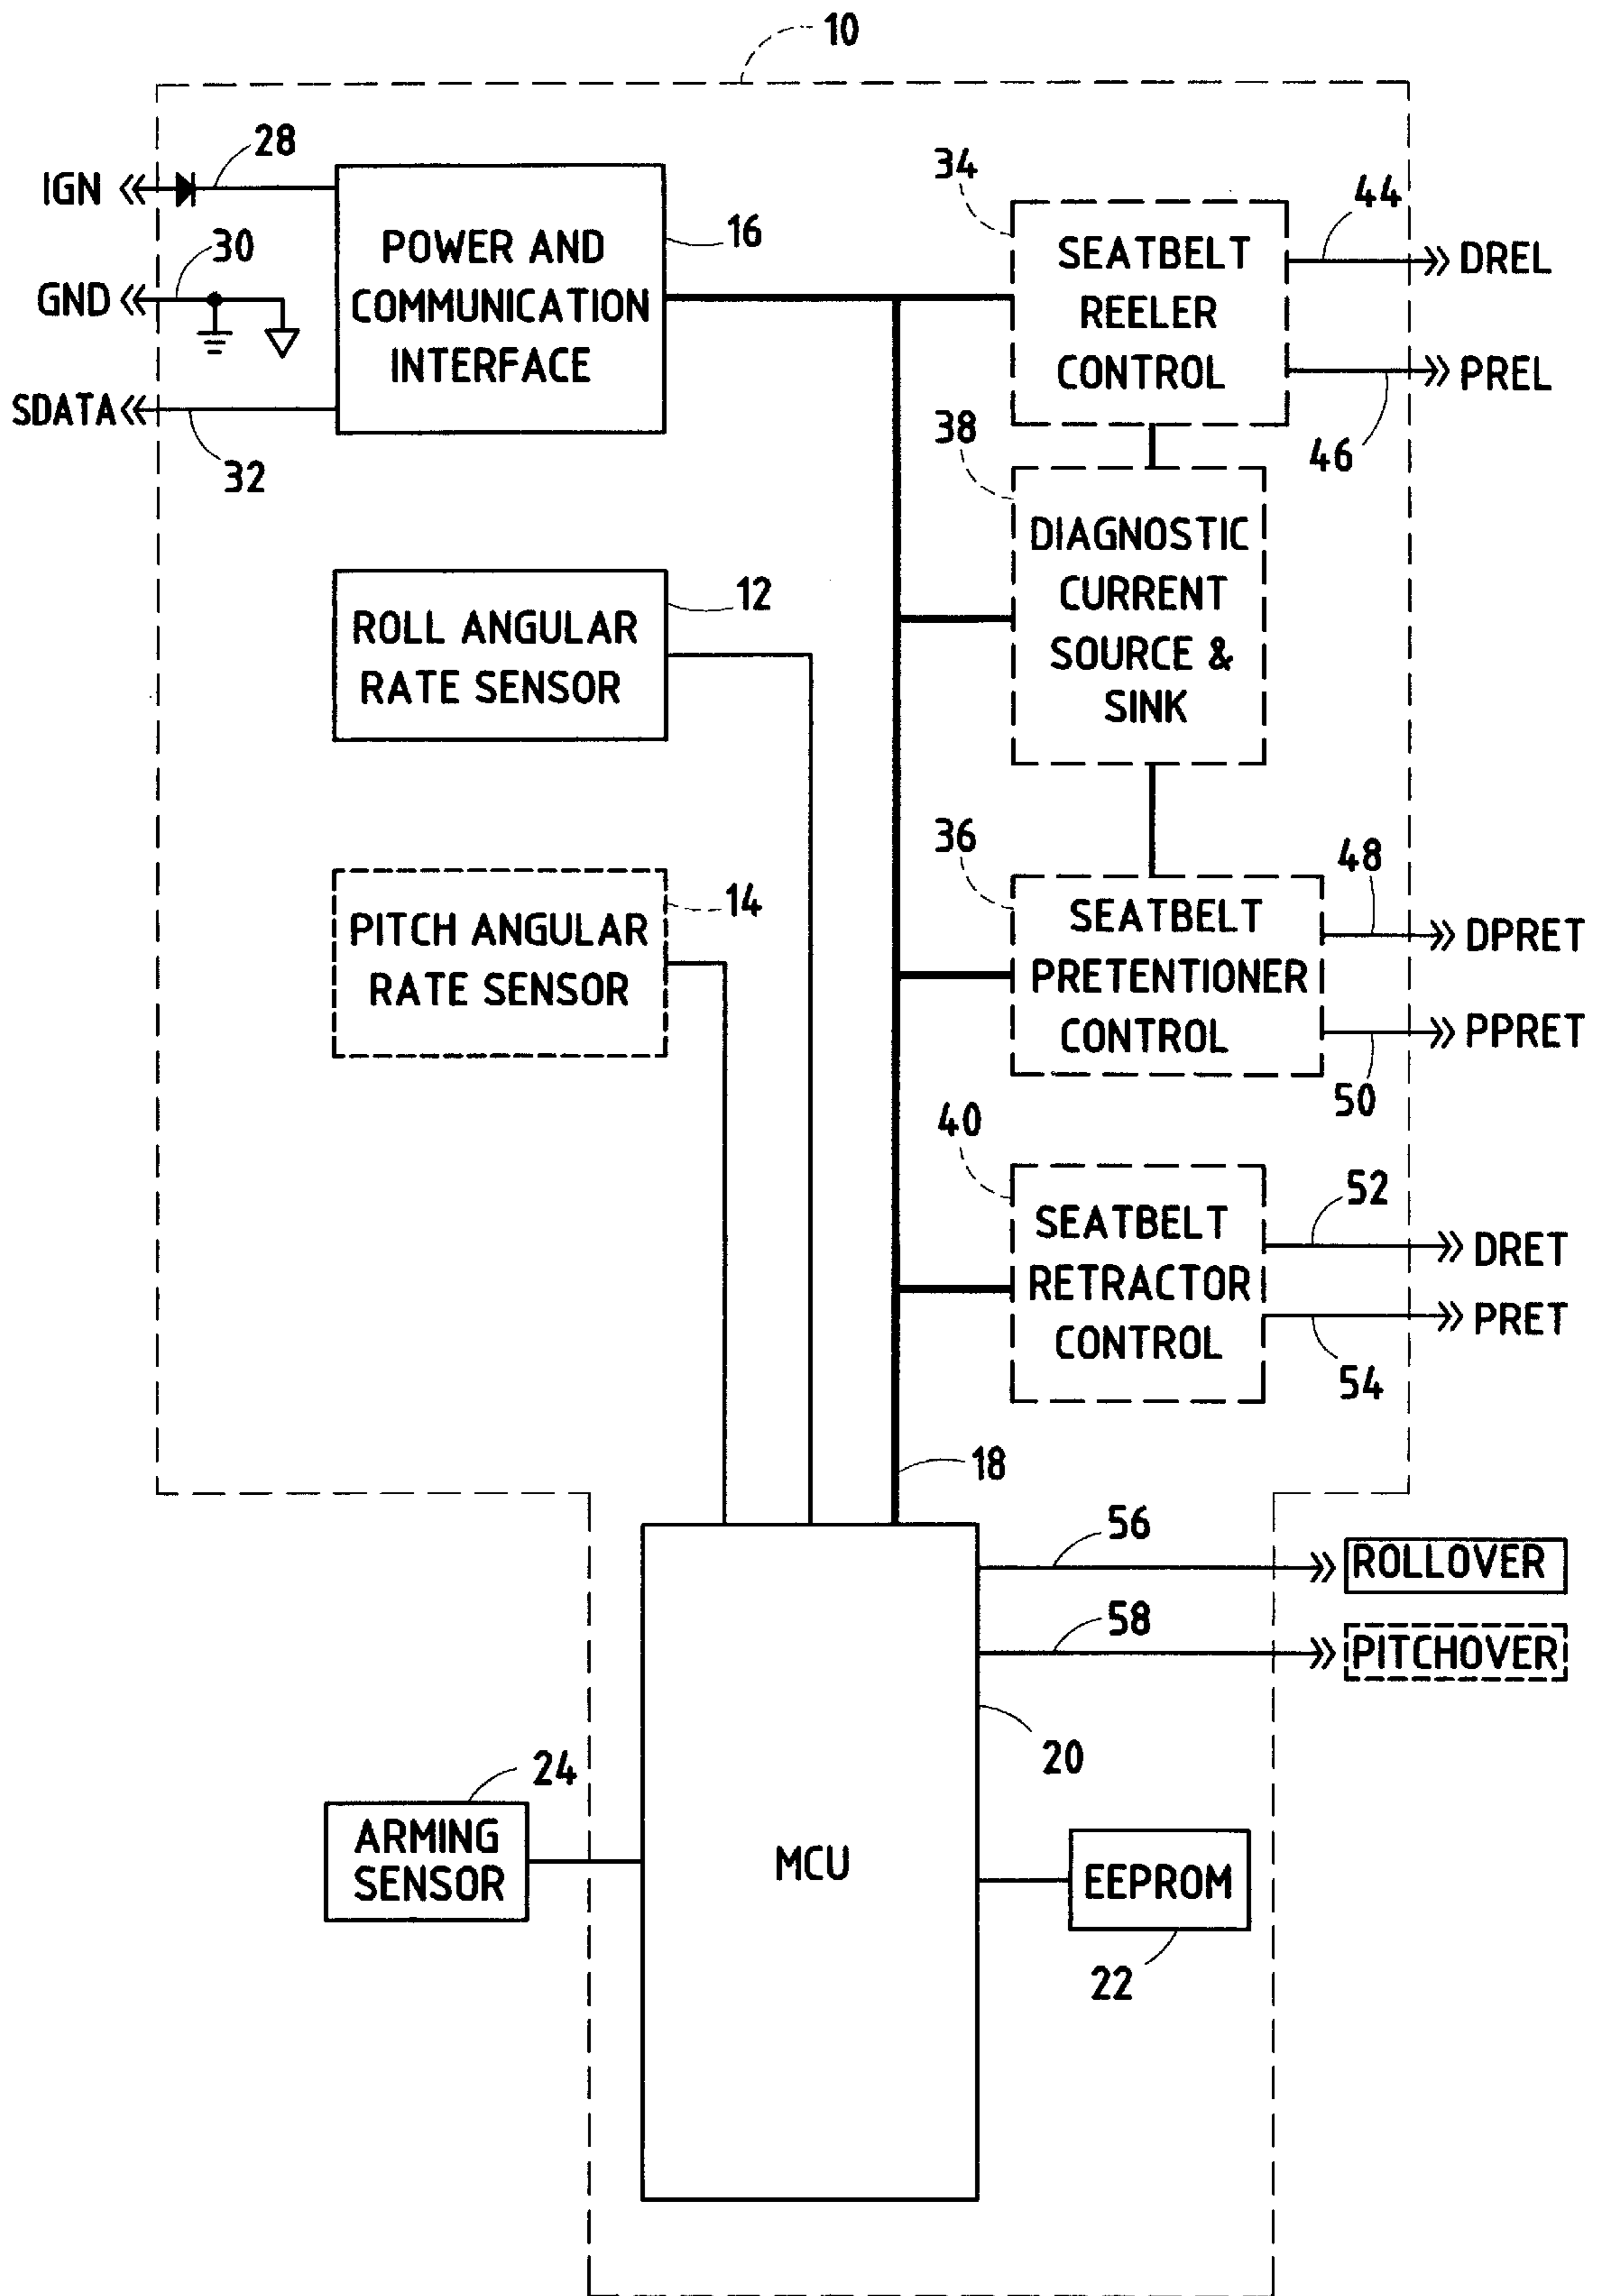 10
28
IGN
30
GND
SDATA
32
POWER AND
COMMUNICATION
INTERFACE
16
34
SEATBELT
REELER
CONTROL
44
DREL
PREL
46
38
DIAGNOSTIC
CURRENT
SOURCE &
SINK
ROLL ANGULAR
RATE SENSOR
12
PITCH ANGULAR
RATE SENSOR
14
36
SEATBELT
PRETENTIONER
CONTROL
48
DPRET
PPRET
50
40
SEATBELT
RETRACTOR
CONTROL
52
DRET
PRET
54
18
56
ROLLOVER
58
PITCHOVER
20
24
ARMING
SENSOR
MCU
EEPROM
22